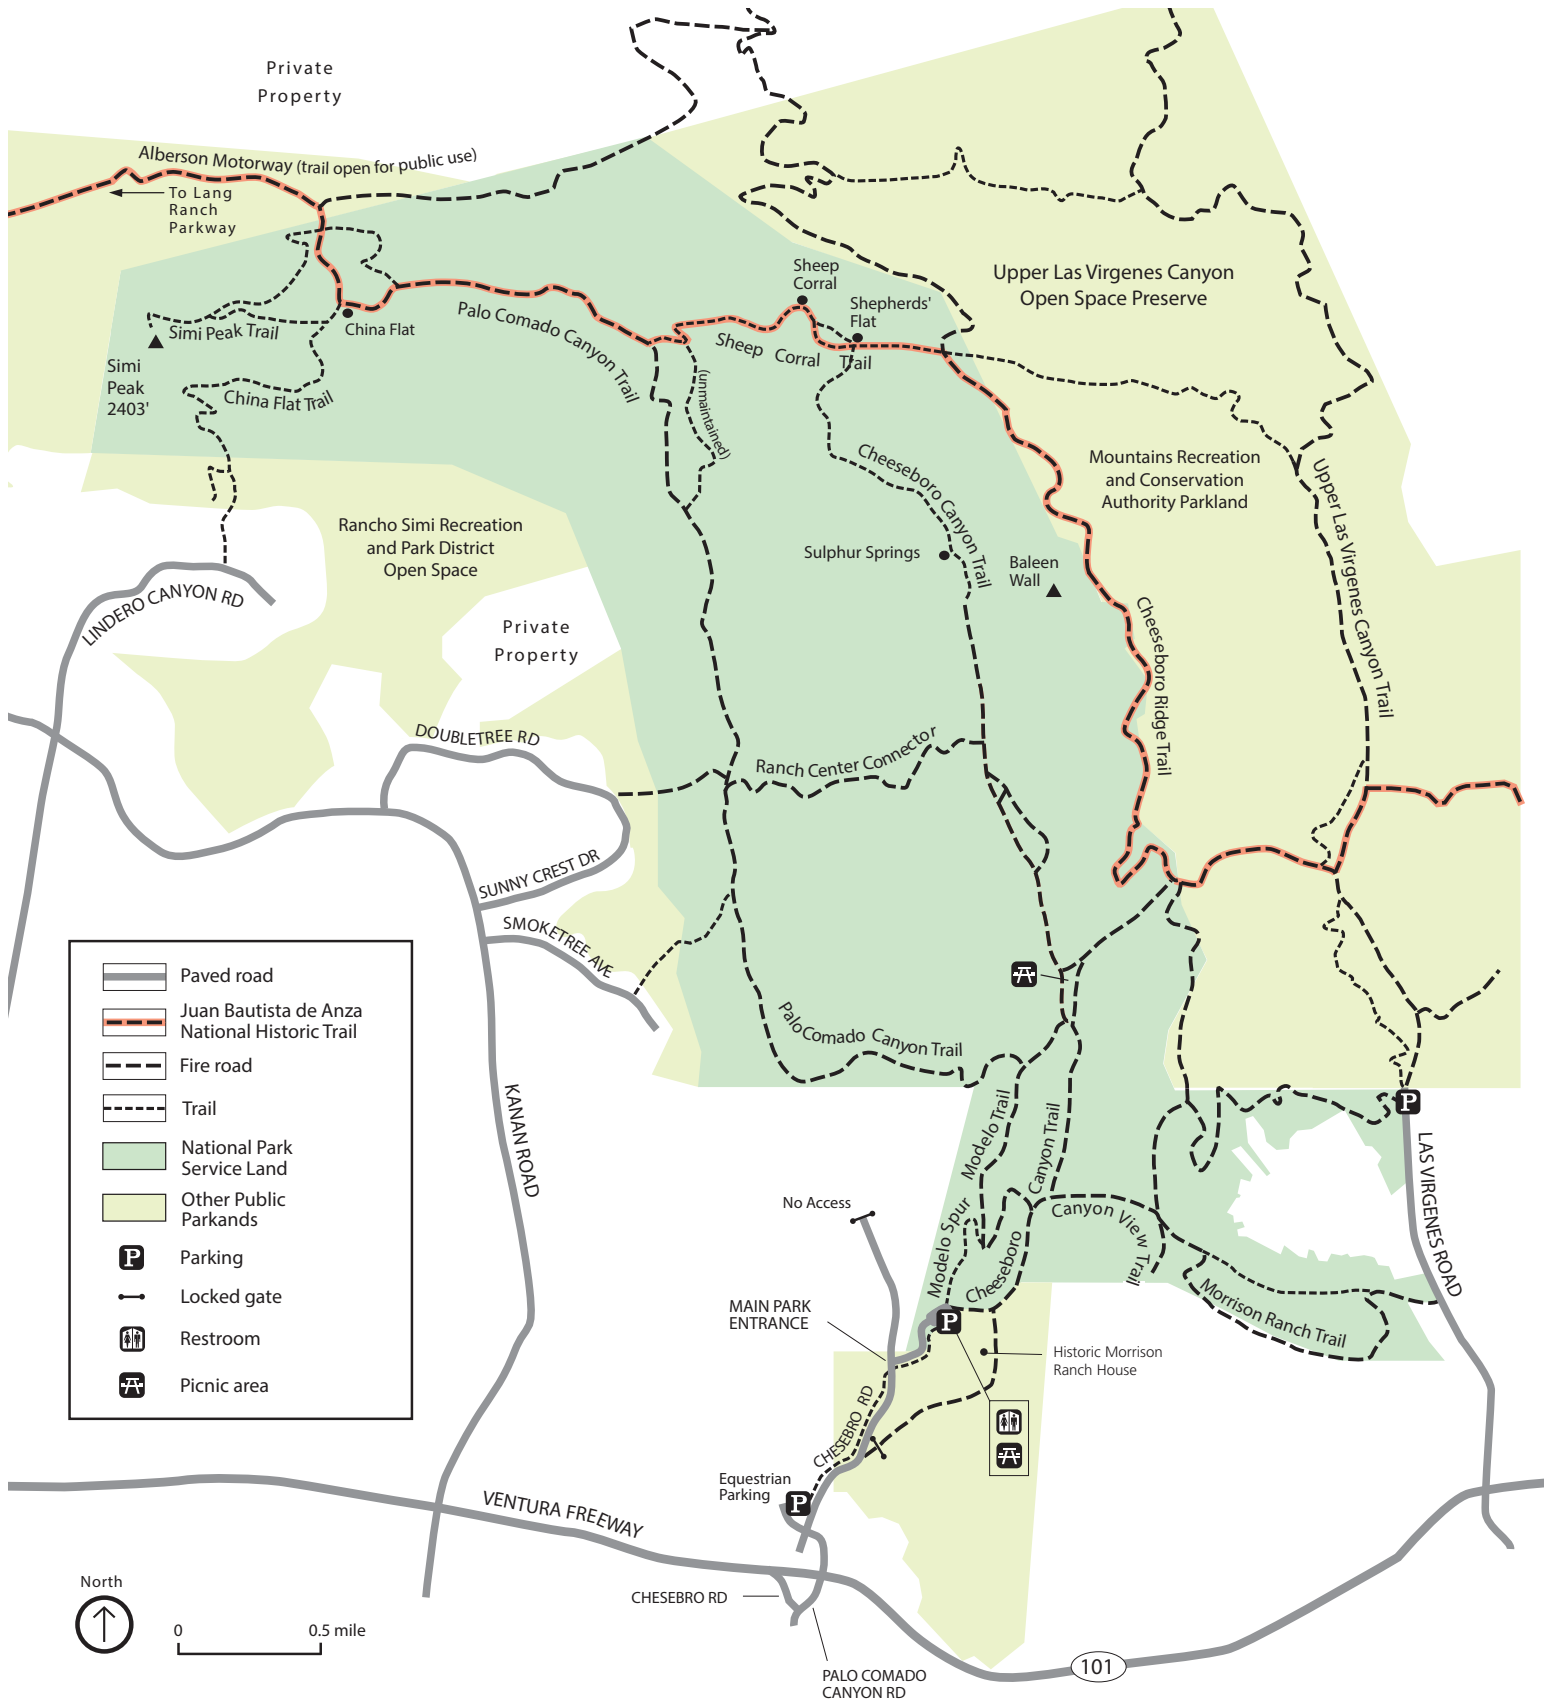 Private
Property
Alberson Motorway (trail open for public use)
To Lang
Ranch
Parkway
Sheep
Corral
Shepherds'
Flat
Upper Las Virgenes Canyon
Open Space Preserve
China Flat
Simi Peak Trail
Palo Comado Canyon Trail
Sheep Corral Trail
Simi
Peak
2403'
China Flat Trail
(unmaintained)
Cheeseboro Canyon Trail
Mountains Recreation
and Conservation
Authority Parkland
Upper Las Virgenes Canyon Trail
Rancho Simi Recreation
and Park District
Open Space
Sulphur Springs
Baleen
Wall
LINDERO CANYON RD
Private
Property
Cheeseboro Ridge Trail
DOUBLETREE RD
Ranch Center Connector
SUNNY CREST DR
SMOKETREE AVE
Paved road
Juan Bautista de Anza
National Historic Trail
Fire road
Trail
National Park
Service Land
Other Public
Parkands
P
Parking
Locked gate
Restroom
Picnic area
Palo Comado Canyon Trail
KANAN ROAD
Modelo Trail
Canyon Trail
P
LAS VIRGENES ROAD
No Access
Modelo Spur
Cheeseboro
Canyon View Trail
Morrison Ranch Trail
MAIN PARK
ENTRANCE
P
Historic Morrison
Ranch House
CHESEBRO RD
Equestrian
Parking
P
VENTURA FREEWAY
North
0
0.5 mile
CHESEBRO RD
101
PALO COMADO
CANYON RD